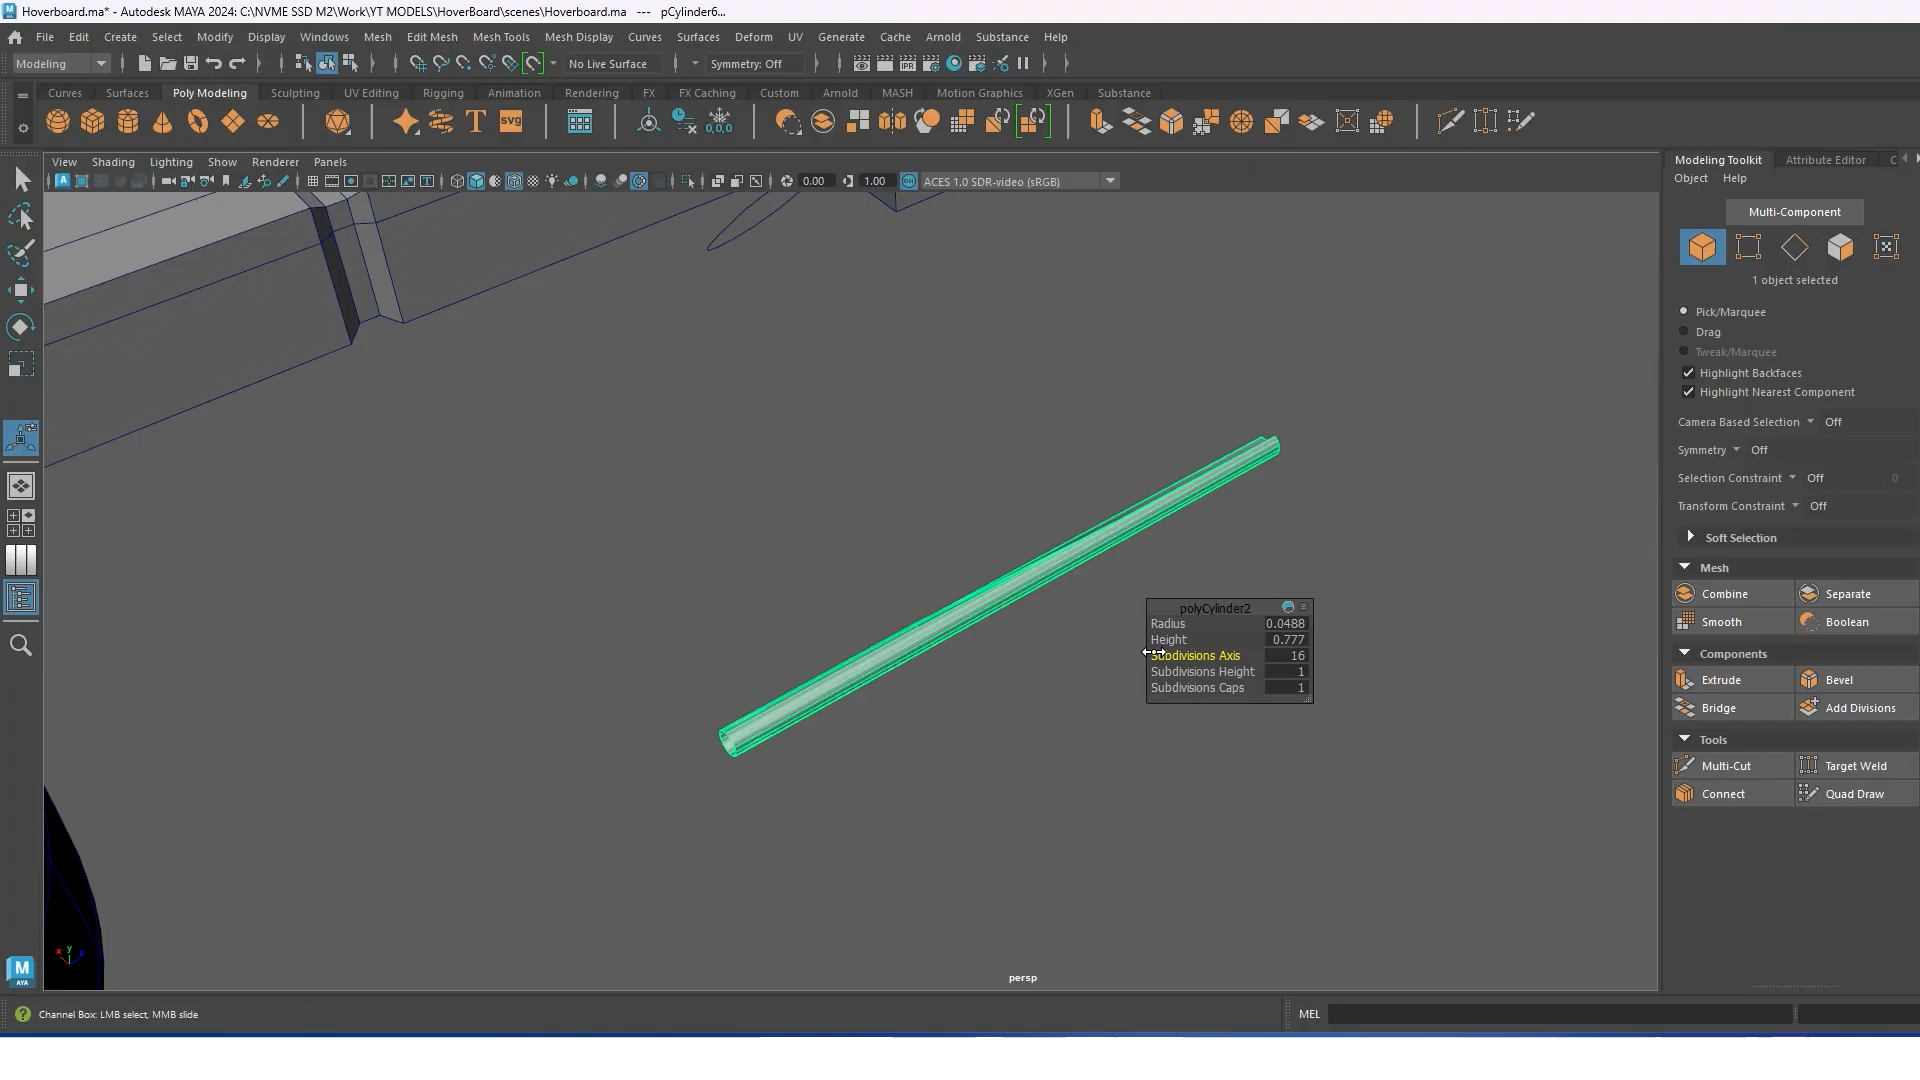 Hoverboard.ma* - Autodesk MAYA 2024: C:\NVME SSD M2\Work\YT MODELS\HoverBoard\scenes\Hoverboard.ma --- pCylinder6...
File Edit Create Select Modify Display Windows Mesh Edit Mesh Mesh Tools Mesh Display Curves Surfaces Deform UV Generate Cache Arnold Substance Help
Modeling No Live Surface Symmetry: Off
Curves Surfaces Poly Modeling Sculpting UV Editing Rigging Animation Rendering FX FX Caching Custom Arnold MASH Motion Graphics XGen Substance
T SVG 0,0,0
View Shading Lighting Show Renderer Panels
0.00 1.00 ACES 1.0 SDR-video (sRGB)
Modeling Toolkit Attribute Editor C
Object Help
Multi-Component
1 object selected
Pick/Marquee
Drag
Tweak/Marquee
Highlight Backfaces
Highlight Nearest Component
Camera Based Selection Off
Symmetry Off
Selection Constraint Off 0
Transform Constraint Off
Soft Selection
Mesh
Combine Separate
Smooth Boolean
Components
Extrude Bevel
Bridge Add Divisions
Tools
Multi-Cut Target Weld
Connect Quad Draw
polyCylinder2
Radius 0.0488
Height 0.777
Subdivisions Axis 16
Subdivisions Height 1
Subdivisions Caps 1
x y z
persp
M
AYA
Channel Box: LMB select, MMB slide
MEL